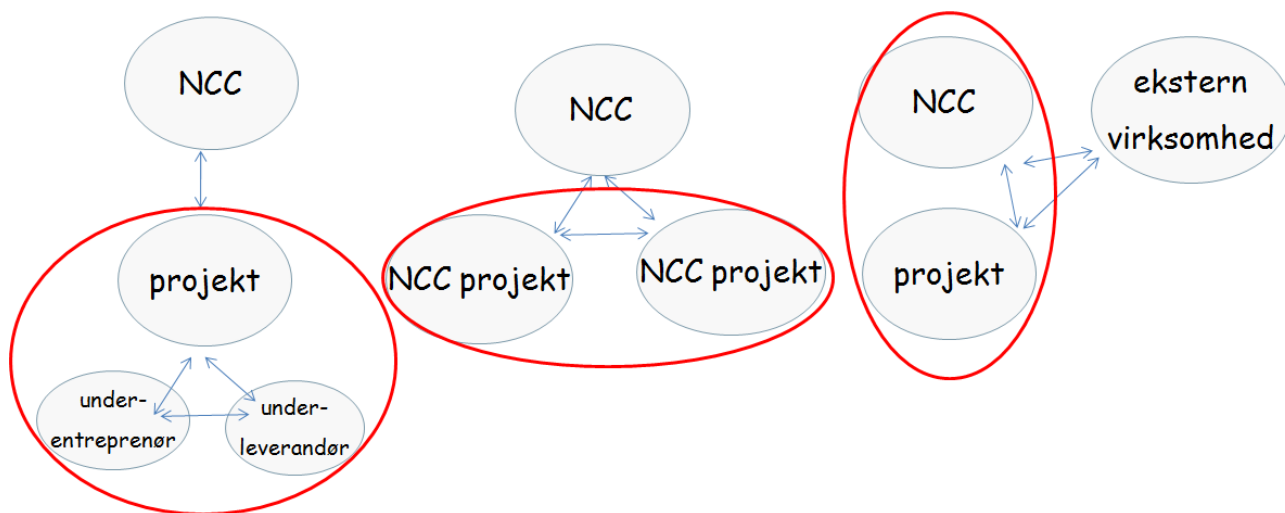 NCC
projekt
under-
entreprenør
under-
leverandør
NCC
NCC projekt
NCC projekt
NCC
projekt
ekstern
virksomhed